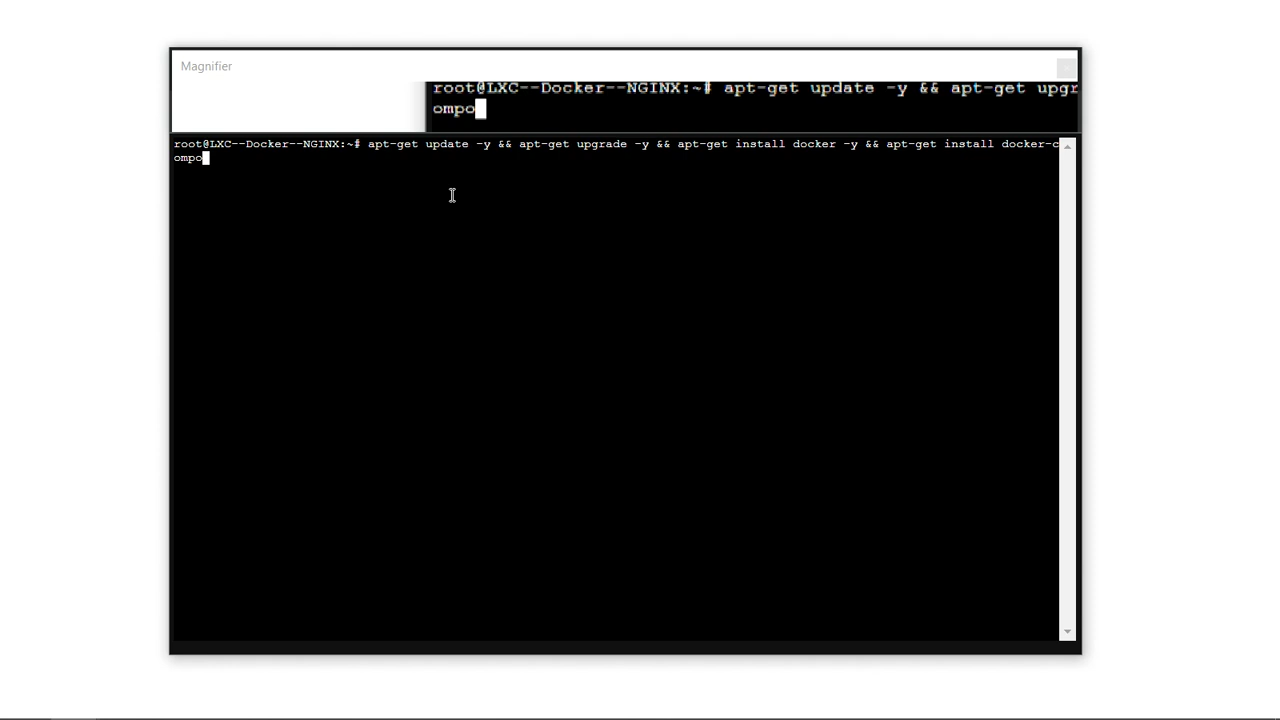 Magnifier
root@LXC--Docker--NGINX:~# apt-get update -y && apt-get upgr
ompo
root@LXC--Docker--NGINX:~# apt-get update -y && apt-get upgrade -y && apt-get install docker -y && apt-get install docker-c
ompo